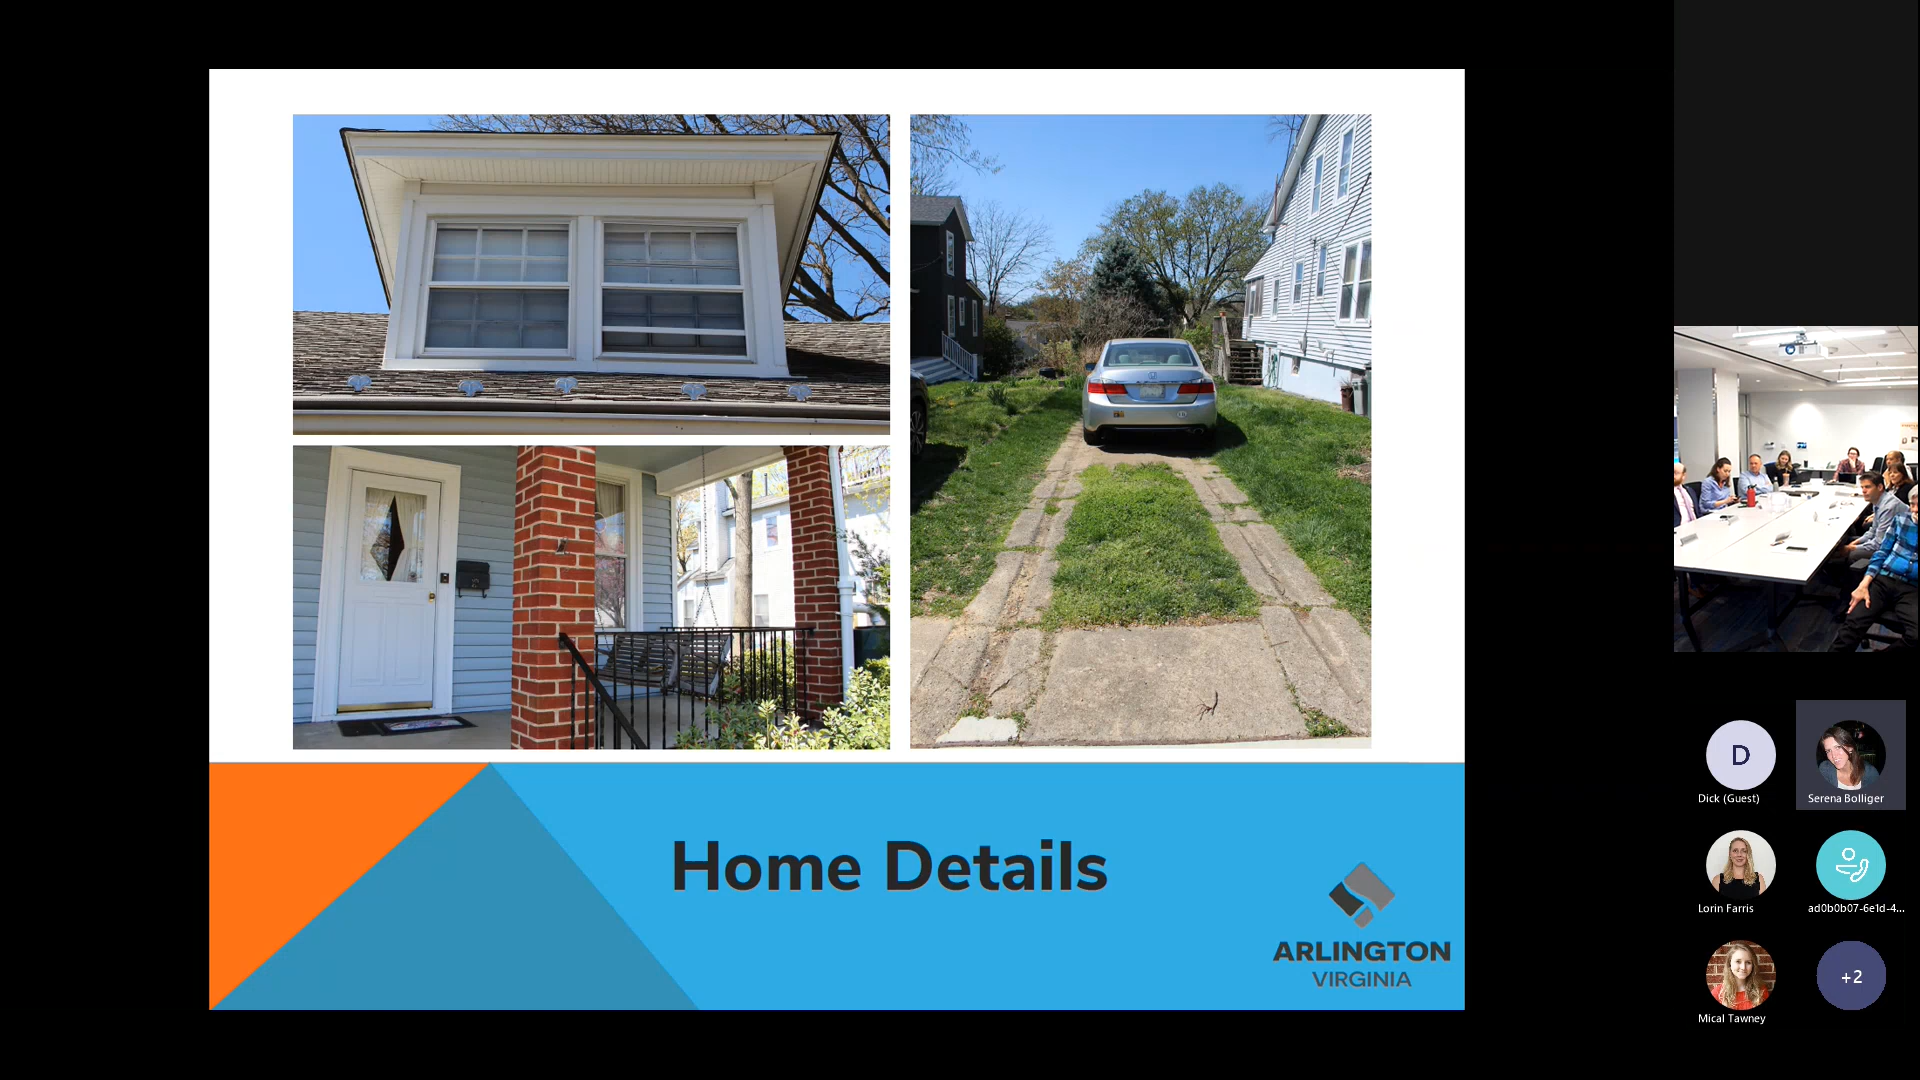 Home Details
ARLINGTON
VIRGINIA
D
Dick (Guest)
Serena Bolliger
Lorin Farris
ad0b0b07-6e1d-4...
Mical Tawney
+2